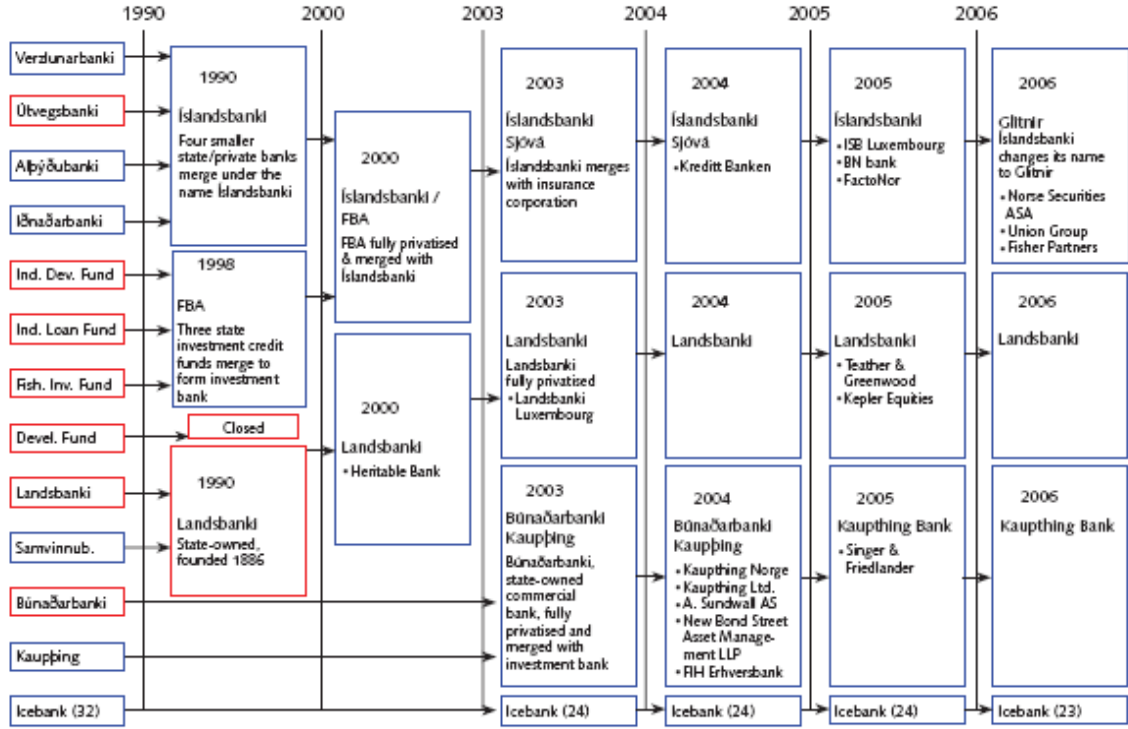 1990
2000
2003
2004
2005
2006
Verzlunarbanki
Útvegsbanki
Alþýðubanki
Iðnaðarbanki
Ind. Dev. Fund
Ind. Loan Fund
Fish. Inv. Fund
Devel. Fund
Landsbanki
Samvinnub.
Búnaðarbanki
Kaupþing
Icebank (32)
1990
Íslandsbanki
Four smaller
state/private banks
merge under the
name Íslandsbanki
1998
FBA
Three state
investment credit
funds merge to
form investment
bank
Closed
1990
Landsbanki
State-owned,
founded 1886
2000
Íslandsbanki /
FBA
FBA fully privatised
& merged with
Íslandsbanki
2000
Landsbanki
• Heritable Bank
2003
Íslandsbanki
Sjóvá
Íslandsbanki merges
with insurance
corporation
2003
Landsbanki
Landsbanki
fully privatised
• Landsbanki
Luxembourg
2003
Búnaðarbanki
Kaupþing
Búnaðarbanki,
state-owned
commercial
bank, fully
privatised and
merged with
investment bank
Icebank (24)
2004
Íslandsbanki
Sjóvá
• Kreditt Banken
2004
Landsbanki
2004
Búnaðarbanki
Kaupþing
• Kaupthing Norge
• Kaupthing Ltd.
• A. Sundwall AS
• New Bond Street
Asset Manage-
ment LLP
• FIH Erhversbank
Icebank (24)
2005
Íslandsbanki
• ISB Luxembourg
• BN bank
• FactoNor
2005
Landsbanki
• Teather &
Greenwood
• Kepler Equities
2005
Kaupthing Bank
• Singer &
Friedlander
Icebank (24)
2006
Glitnir
Íslandsbanki
changes its name
to Glitnir
• Norse Securities
ASA
• Union Group
• Fisher Partners
2006
Landsbanki
2006
Kaupthing Bank
Icebank (23)